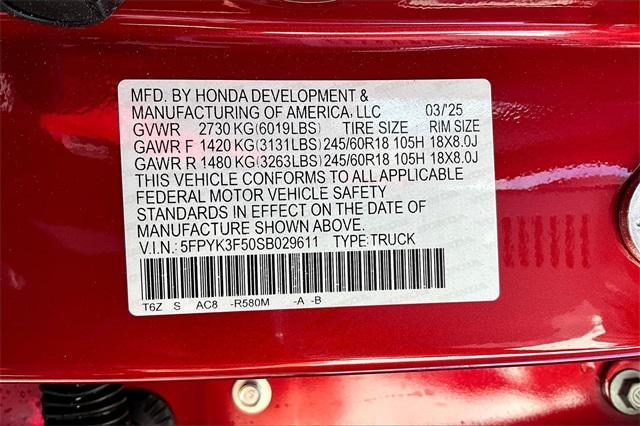 MFD. BY HONDA DEVELOPMENT &
MANUFACTURING OF AMERICA, LLC 03/'25
GVWR 2730 KG(6019LBS) TIRE SIZE RIM SIZE
GAWR F 1420 KG(3131LBS) 245/60R18 105H 18X8.0J
GAWR R 1480 KG(3263LBS) 245/60R18 105H 18X8.0J
THIS VEHICLE CONFORMS TO ALL APPLICABLE
FEDERAL MOTOR VEHICLE SAFETY
STANDARDS IN EFFECT ON THE DATE OF
MANUFACTURE SHOWN ABOVE.
V.I.N.: 5FPYK3F50SB029611 TYPE:TRUCK
T6Z S AC8 -R580M -A -B